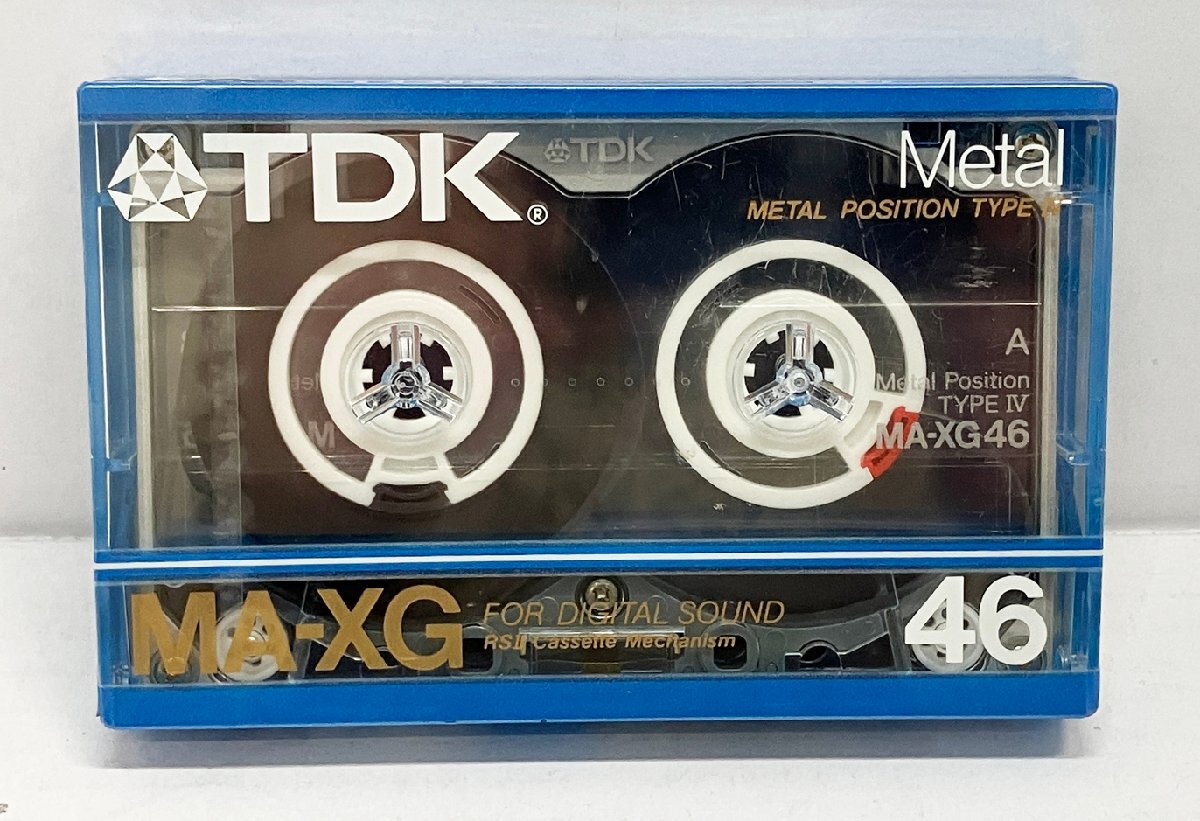 TDK®
TDK
Metal
METAL POSITION TYPE IV
A
Metal Position
TYPE IV
MA-XG46
MA-XG
FOR DIGITAL SOUND
RSII Cassette Mechanism
46